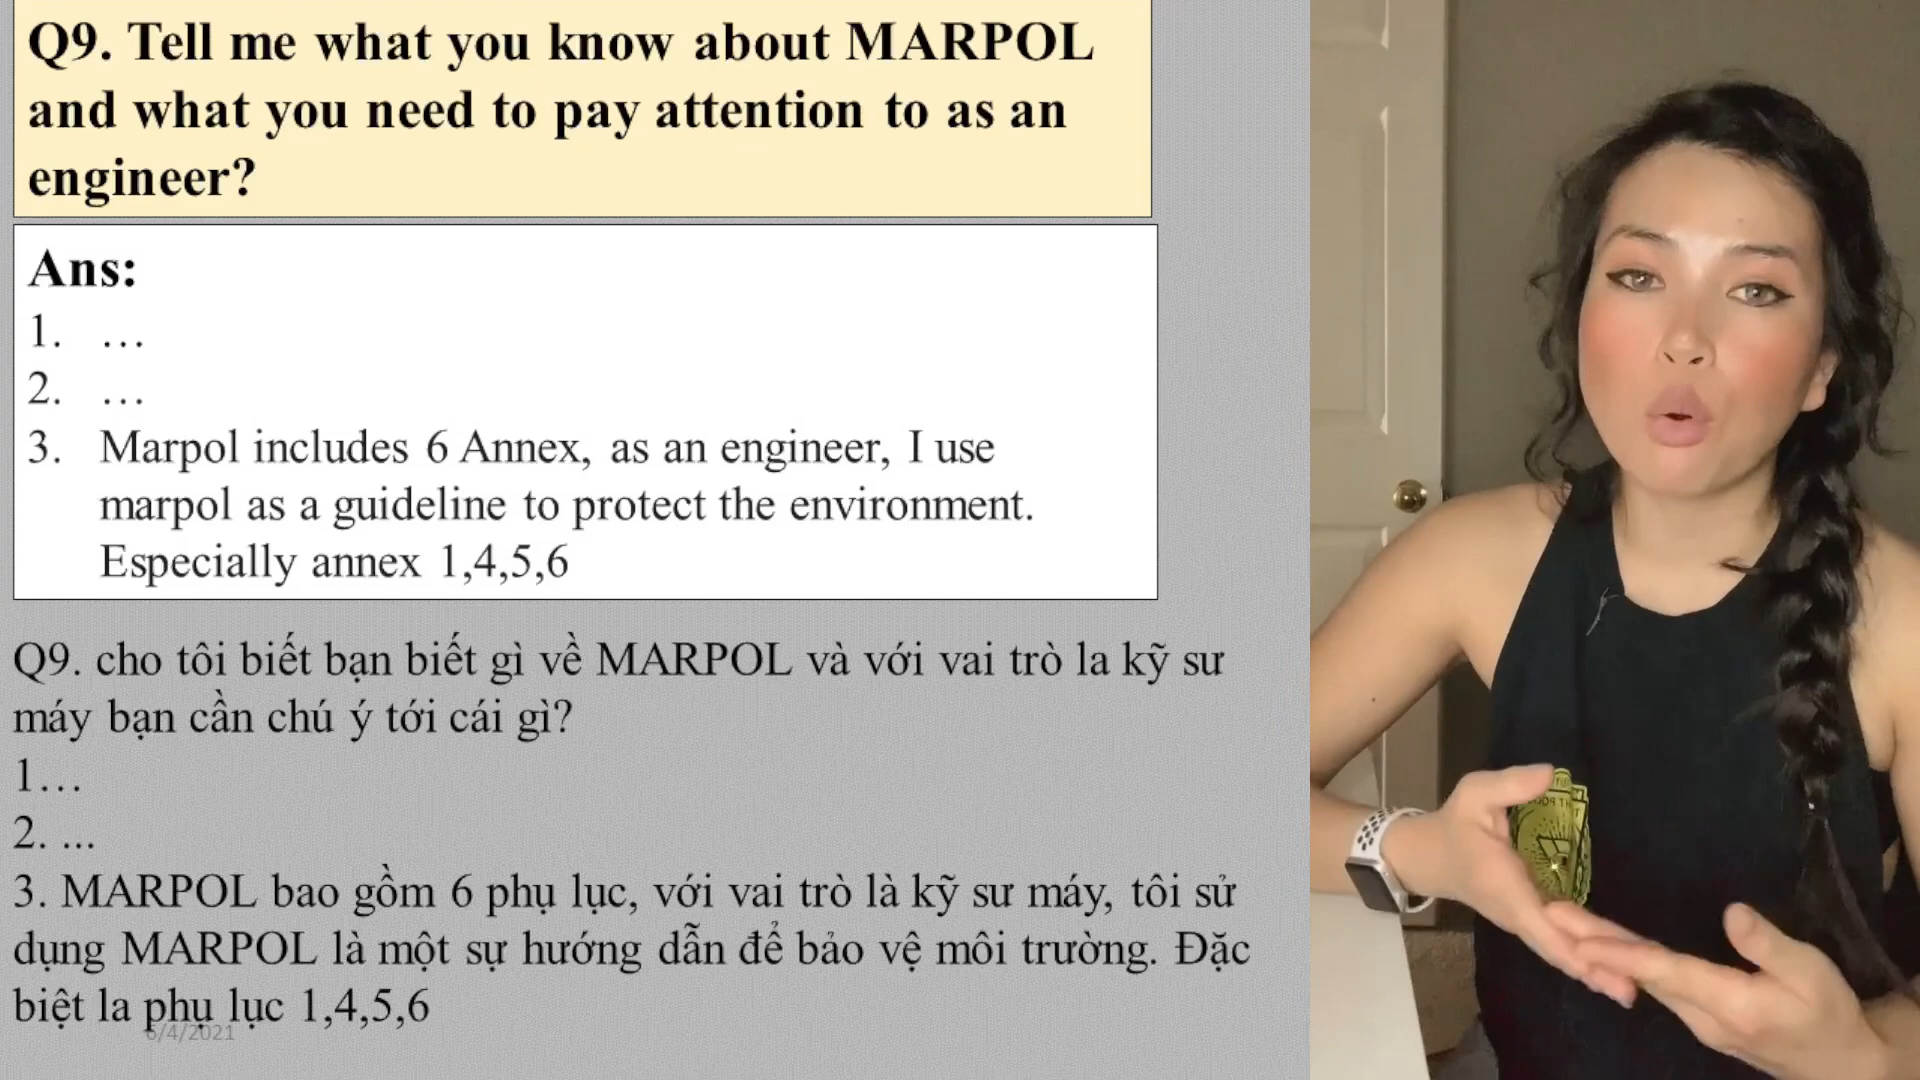 Q9. Tell me what you know about MARPOL
and what you need to pay attention to as an
engineer?
Ans:
1. …
2. …
3. Marpol includes 6 Annex, as an engineer, I use
marpol as a guideline to protect the environment.
Especially annex 1,4,5,6
Q9. cho tôi biết bạn biết gì về MARPOL và với vai trò la kỹ sư
máy bạn cần chú ý tới cái gì?
1…
2. ...
3. MARPOL bao gồm 6 phụ lục, với vai trò là kỹ sư máy, tôi sử
dụng MARPOL là một sự hướng dẫn để bảo vệ môi trường. Đặc
biệt la phụ lục 1,4,5,6
6/4/2021